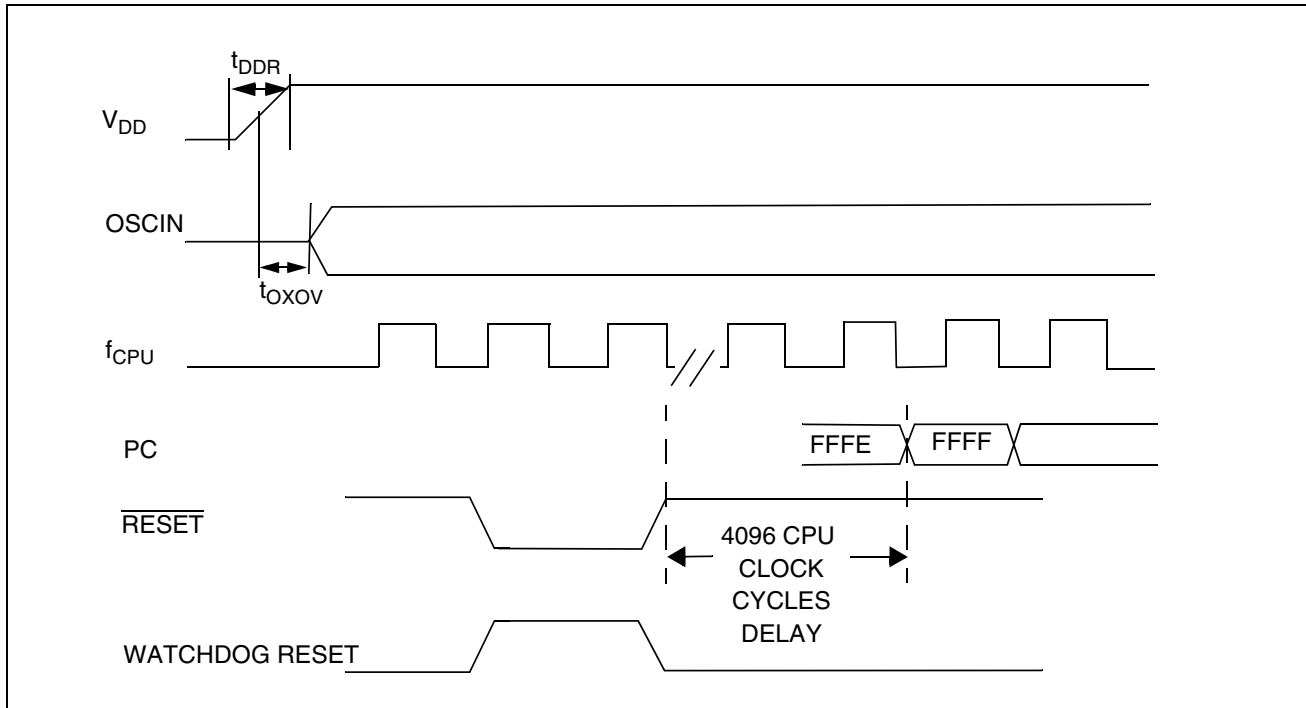 tDDR
VDD
OSCIN
tOXOV
fCPU
PC
FFFE
FFFF
RESET
4096 CPU
CLOCK
CYCLES
DELAY
WATCHDOG RESET